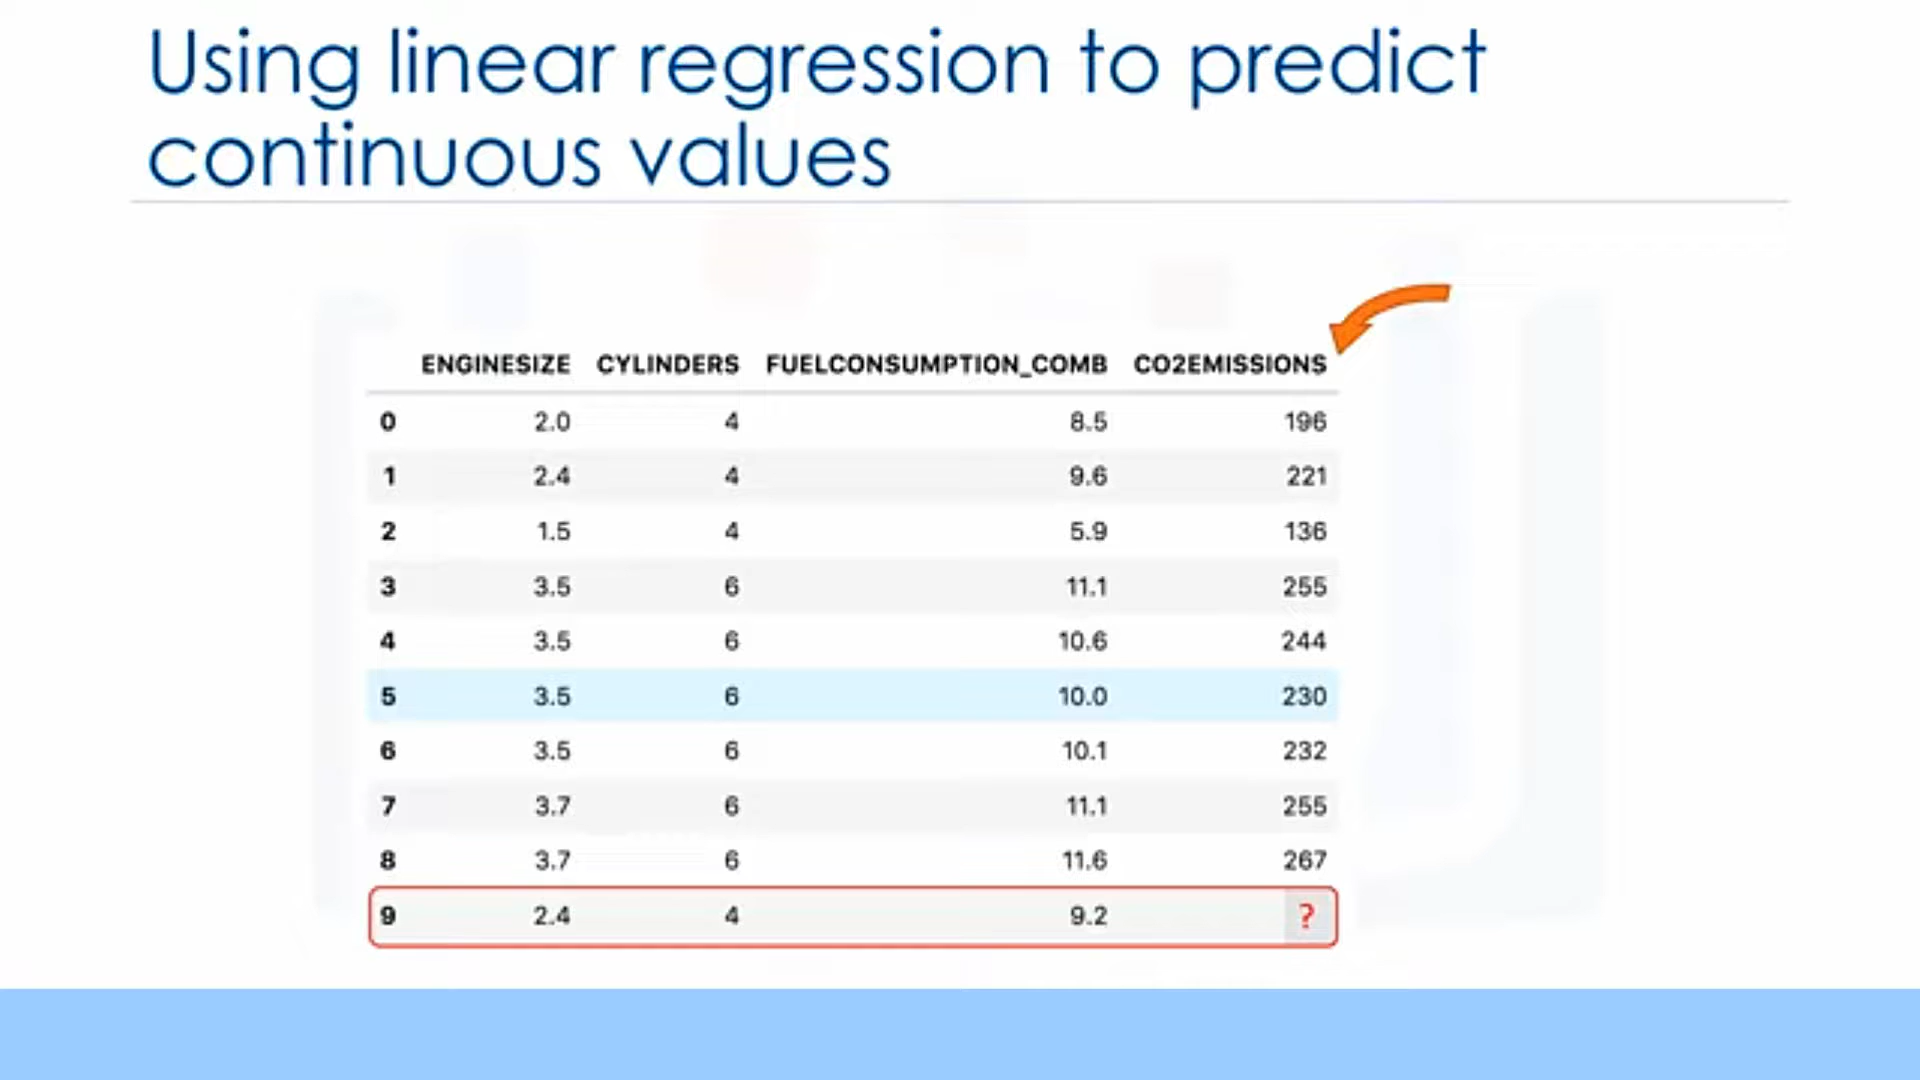 Using linear regression to predict
continuous values
ENGINESIZE CYLINDERS FUELCONSUMPTION_COMB CO2EMISSIONS
0 2.0 4 8.5 196
1 2.4 4 9.6 221
2 1.5 4 5.9 136
3 3.5 6 11.1 255
4 3.5 6 10.6 244
5 3.5 6 10.0 230
6 3.5 6 10.1 232
7 3.7 6 11.1 255
8 3.7 6 11.6 267
9 2.4 4 9.2 ?